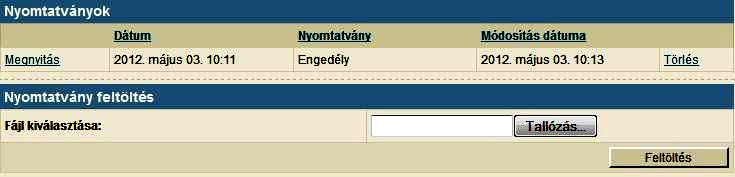 Nyomtatványok
Dátum Nyomtatvány Módosítás dátuma
Megnyitás 2012. május 03. 10:11 Engedély 2012. május 03. 10:13 Törlés
Nyomtatvány feltöltés
Fájl kiválasztása: Tallózás...
Feltöltés